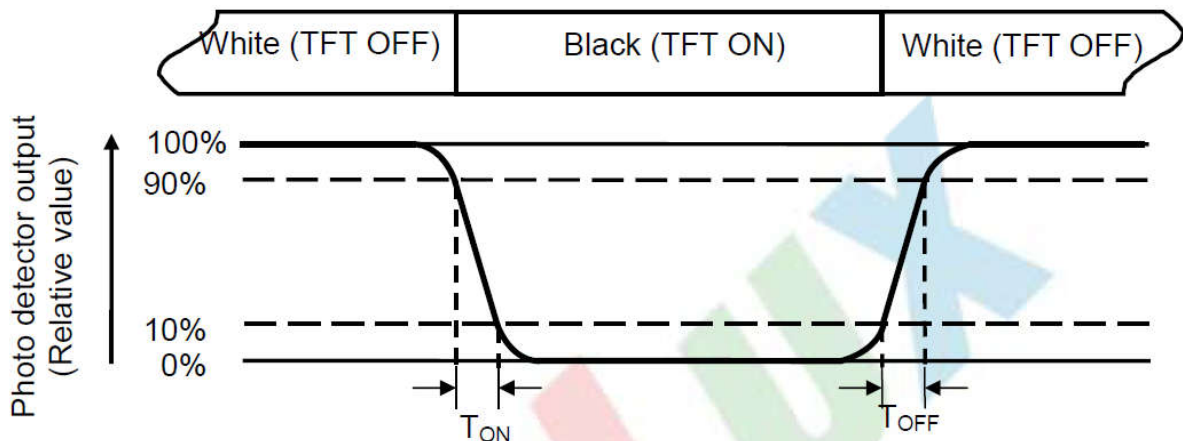 White (TFT OFF)
Black (TFT ON)
White (TFT OFF)
Photo detector output
(Relative value)
100%
90%
10%
0%
TON
TOFF
UX